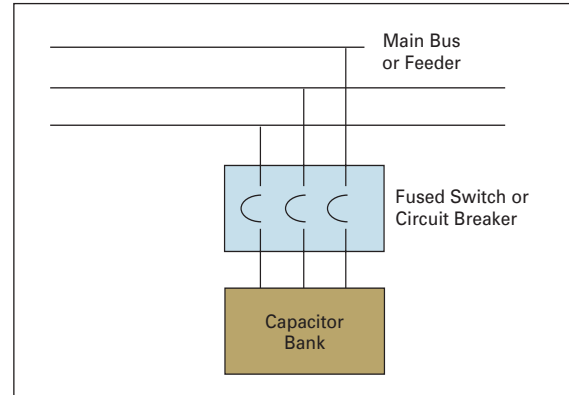 Main Bus
or Feeder
Fused Switch or
Circuit Breaker
Capacitor
Bank